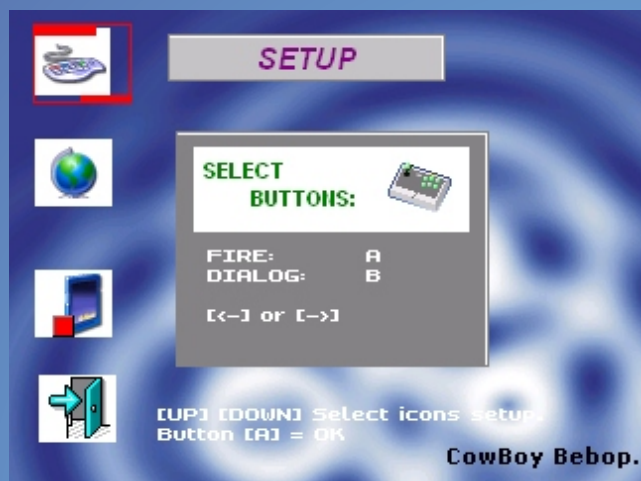 SETUP
SELECT
BUTTONS:
FIRE: A
DIALOG: B
[<-] or [->]
[UP] [DOWN] Select icons setup.
Button [A] = OK
CowBoy Bebop.